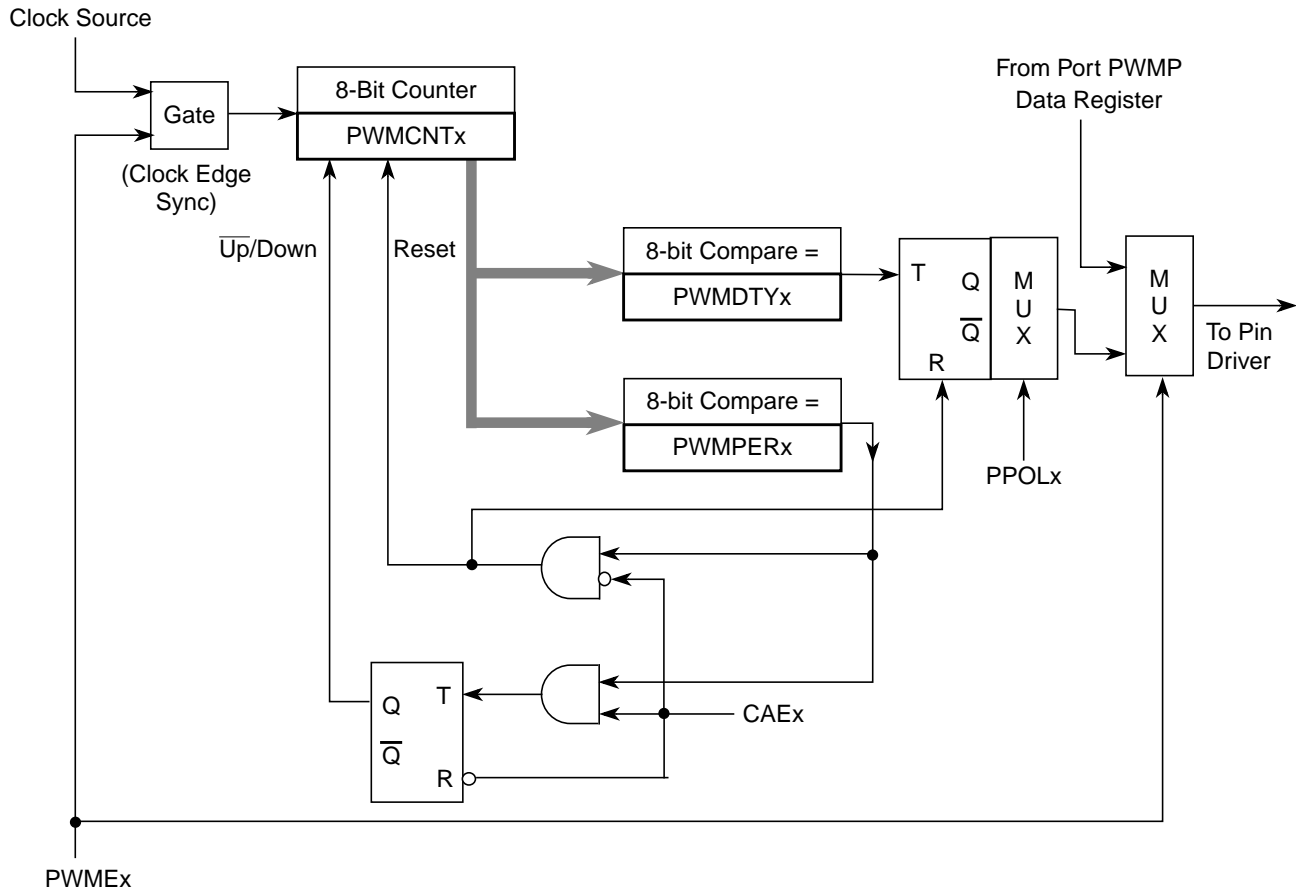 Clock Source
From Port PWMP
Data Register
8-Bit Counter
Gate
PWMCNTx
(Clock Edge
Sync)
U̅p̅/Down
Reset
8-bit Compare =
PWMDTYx
T
Q
Q̅
R
M
U
X
M
U
X
To Pin
Driver
8-bit Compare =
PWMPERx
PPOLx
Q
T
Q̅
R
CAEx
PWMEx